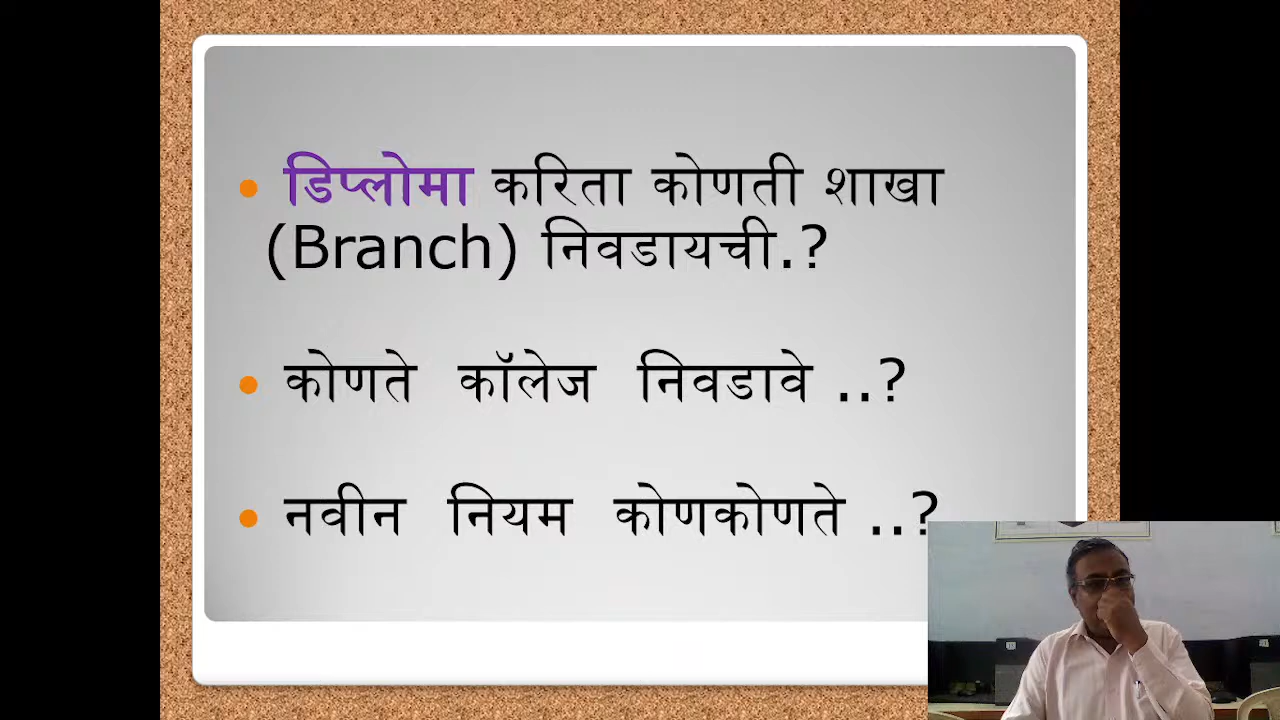 डिप्लोमा करिता कोणती शाखा
(Branch) निवडायची.?
कोणते कॉलेज निवडावे ..?
नवीन नियम कोणकोणते ..?